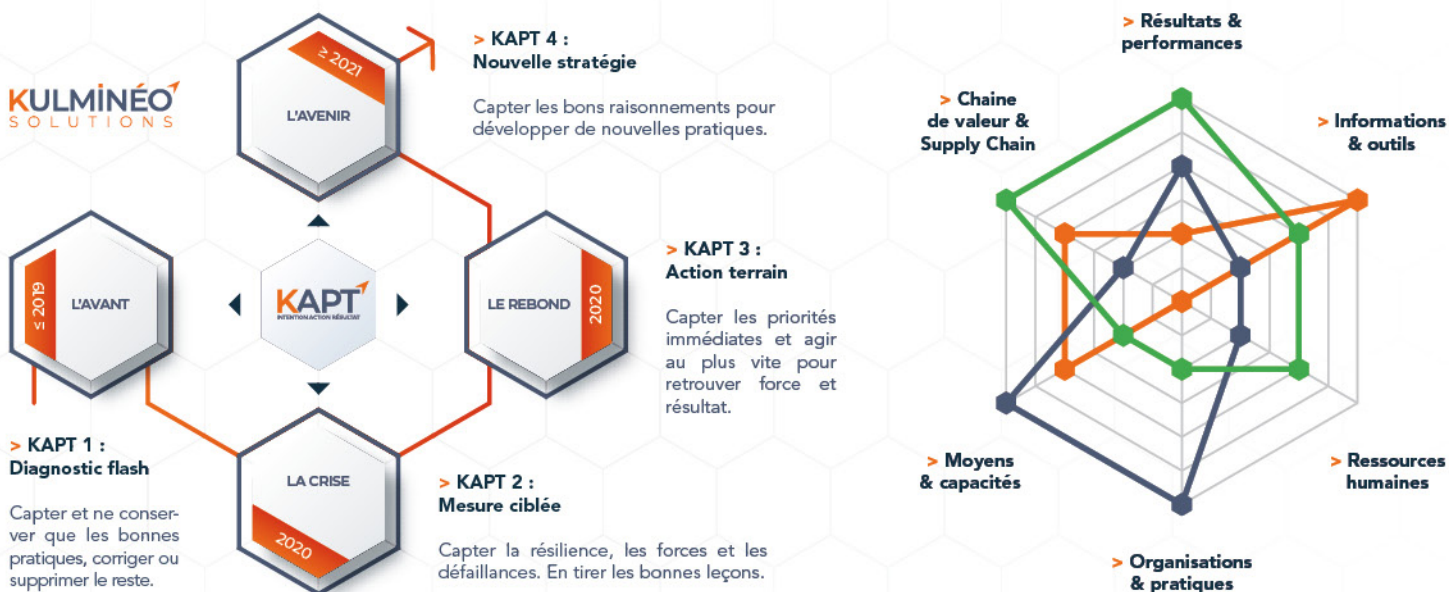 KULMINÉO
SOLUTIONS
≥ 2021
L'AVENIR
> KAPT 4 :
Nouvelle stratégie
Capter les bons raisonnements pour
développer de nouvelles pratiques.
≤ 2019
L'AVANT
KAPT
INTENTION ACTION RÉSULTAT
LE REBOND
2020
> KAPT 3 :
Action terrain
Capter les priorités
immédiates et agir
au plus vite pour
retrouver force et
résultat.
> KAPT 1 :
Diagnostic flash
Capter et ne conser-
ver que les bonnes
pratiques, corriger ou
supprimer le reste.
LA CRISE
2020
> KAPT 2 :
Mesure ciblée
Capter la résilience, les forces et les
défaillances. En tirer les bonnes leçons.
> Résultats &
performances
> Chaine
de valeur &
Supply Chain
> Informations
& outils
> Moyens
& capacités
> Ressources
humaines
> Organisations
& pratiques